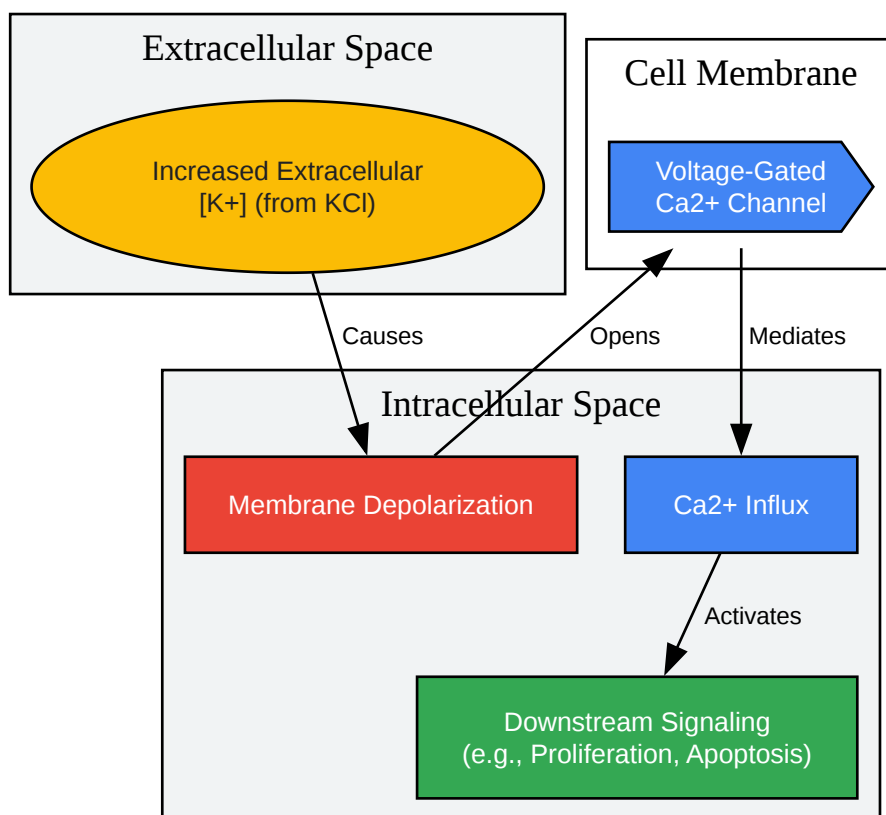 Extracellular Space
Cell Membrane
Increased Extracellular
[K+] (from KCl)
Voltage-Gated
Ca2+ Channel
Causes
Opens
Mediates
Intracellular Space
Membrane Depolarization
Ca2+ Influx
Activates
Downstream Signaling
(e.g., Proliferation, Apoptosis)